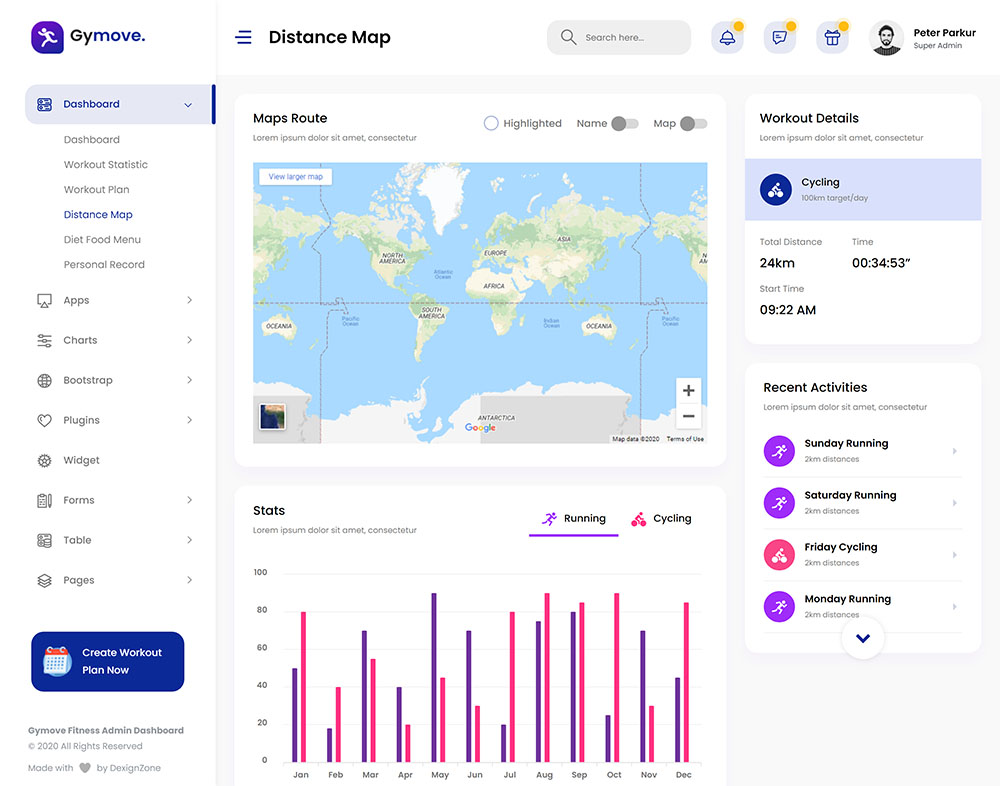 Gymove.
Distance Map
Search here...
Peter Parkur
Super Admin
Dashboard
Dashboard
Workout Statistic
Workout Plan
Distance Map
Diet Food Menu
Personal Record
Apps
Charts
Bootstrap
Plugins
Widget
Forms
Table
Pages
Create Workout
Plan Now
Gymove Fitness Admin Dashboard
© 2020 All Rights Reserved
Made with by DexignZone
Maps Route
Lorem ipsum dolor sit amet, consectetur
Highlighted Name Map
View larger map
ASIA
EUROPE
NORTH
AMERICA
Atlantic
Ocean
AFRICA
SOUTH
AMERICA
Pacific
Ocean
Indian
Ocean
Pacific
Ocean
OCEANIA
OCEANIA
N
AM
ANTARCTICA
Google
Map data ©2020 Terms of Use
Stats
Lorem ipsum dolor sit amet, consectetur
Running Cycling
100
80
60
40
20
0
Jan Feb Mar Apr May Jun Jul Aug Sep Oct Nov Dec
Workout Details
Lorem ipsum dolor sit amet, consectetur
Cycling
100km target/day
Total Distance Time
24km 00:34:53”
Start Time
09:22 AM
Recent Activities
Lorem ipsum dolor sit amet, consectetur
Sunday Running
2km distances
Saturday Running
2km distances
Friday Cycling
2km distances
Monday Running
2km distances